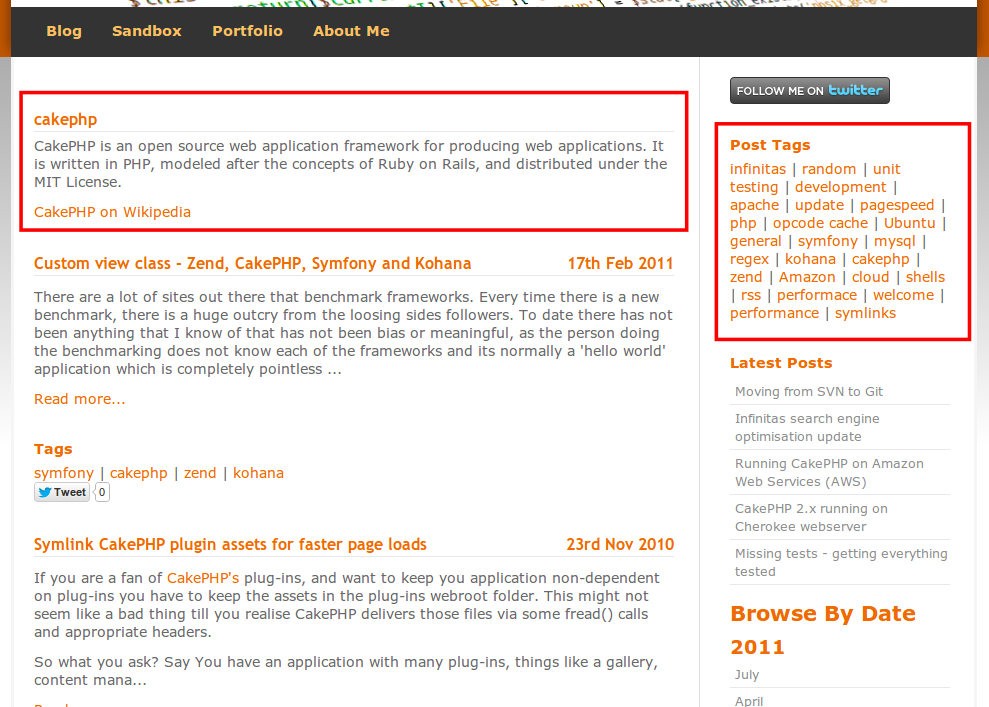 Blog Sandbox Portfolio About Me
cakephp
CakePHP is an open source web application framework for producing web applications. It
is written in PHP, modeled after the concepts of Ruby on Rails, and distributed under the
MIT License.
CakePHP on Wikipedia
Custom view class - Zend, CakePHP, Symfony and Kohana 17th Feb 2011
There are a lot of sites out there that benchmark frameworks. Every time there is a new
benchmark, there is a huge outcry from the loosing sides followers. To date there has not
been anything that I know of that has not been bias or meaningful, as the person doing
the benchmarking does not know each of the frameworks and its normally a 'hello world'
application which is completely pointless ...
Read more...
Tags
symfony | cakephp | zend | kohana
Tweet 0
Symlink CakePHP plugin assets for faster page loads 23rd Nov 2010
If you are a fan of CakePHP's plug-ins, and want to keep you application non-dependent
on plug-ins you have to keep the assets in the plug-ins webroot folder. This might not
seem like a bad thing till you realise CakePHP delivers those files via some fread() calls
and appropriate headers.
So what you ask? Say You have an application with many plug-ins, things like a gallery,
content mana...
FOLLOW ME ON twitter
Post Tags
infinitas | random | unit
testing | development |
apache | update | pagespeed |
php | opcode cache | Ubuntu |
general | symfony | mysql |
regex | kohana | cakephp |
zend | Amazon | cloud | shells
| rss | performace | welcome |
performance | symlinks
Latest Posts
Moving from SVN to Git
Infinitas search engine
optimisation update
Running CakePHP on Amazon
Web Services (AWS)
CakePHP 2.x running on
Cherokee webserver
Missing tests - getting everything
tested
Browse By Date
2011
July
April